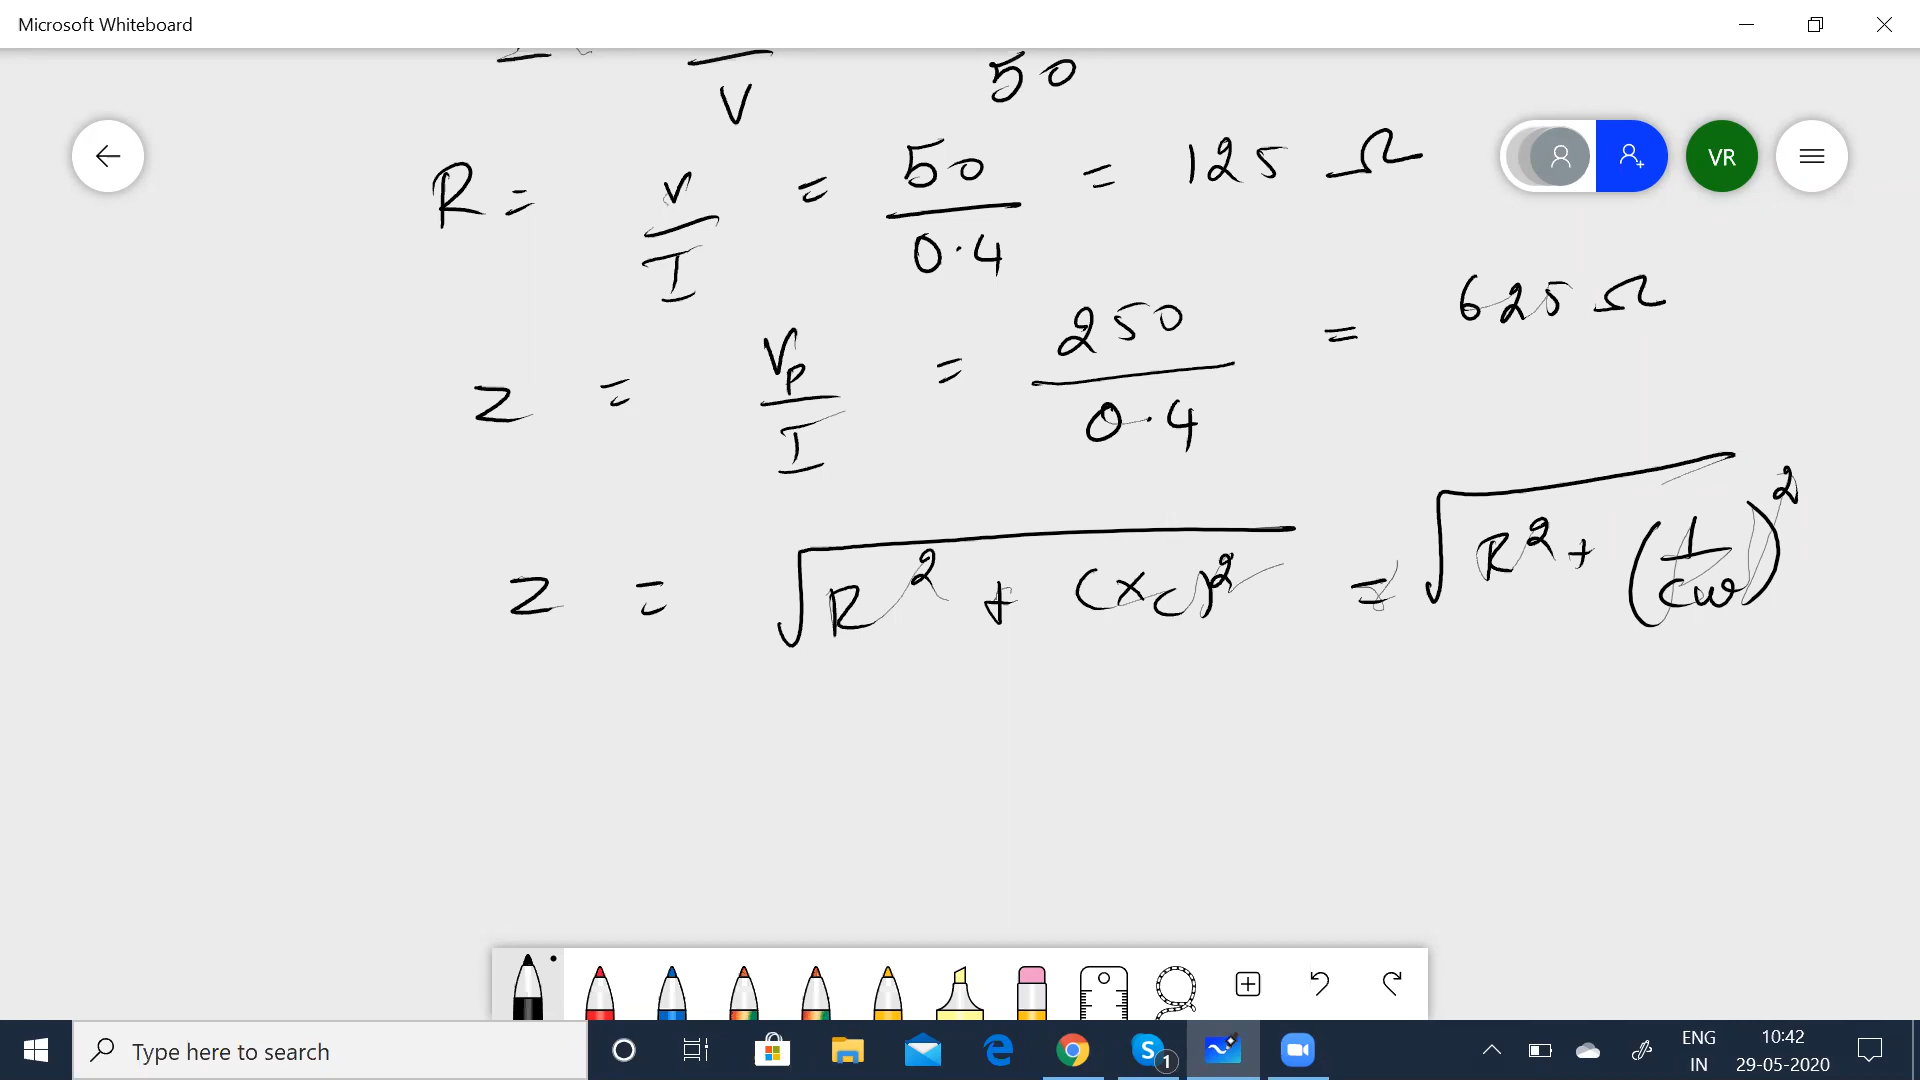 Microsoft Whiteboard
V
50
R = V/I = 50/0.4 = 125 Ω
VR
Z = Vp/I = 250/0.4 = 625 Ω
Z = √(R² + (Xc)²) = √(R² + (1/Cω)²)
Type here to search
S
1
ENG
IN
10:42
29-05-2020